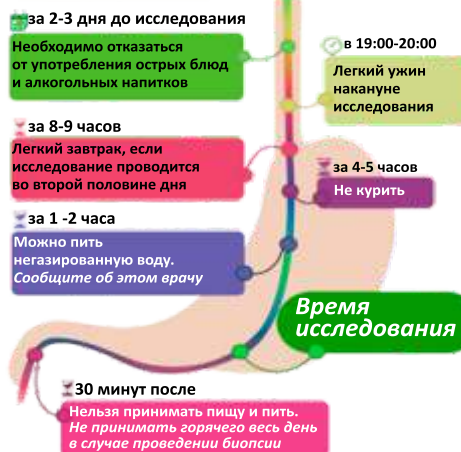 за 2-3 дня до исследования
Необходимо отказаться
от употребления острых блюд
и алкогольных напитков
в 19:00-20:00
Легкий ужин
накануне
исследования
за 8-9 часов
Легкий завтрак, если
исследование проводится
во второй половине дня
за 4-5 часов
Не курить
за 1 -2 часа
Можно пить
негазированную воду.
Сообщите об этом врачу
Время
исследования
30 минут после
Нельзя принимать пищу и пить.
Не принимать горячего весь день
в случае проведении биопсии